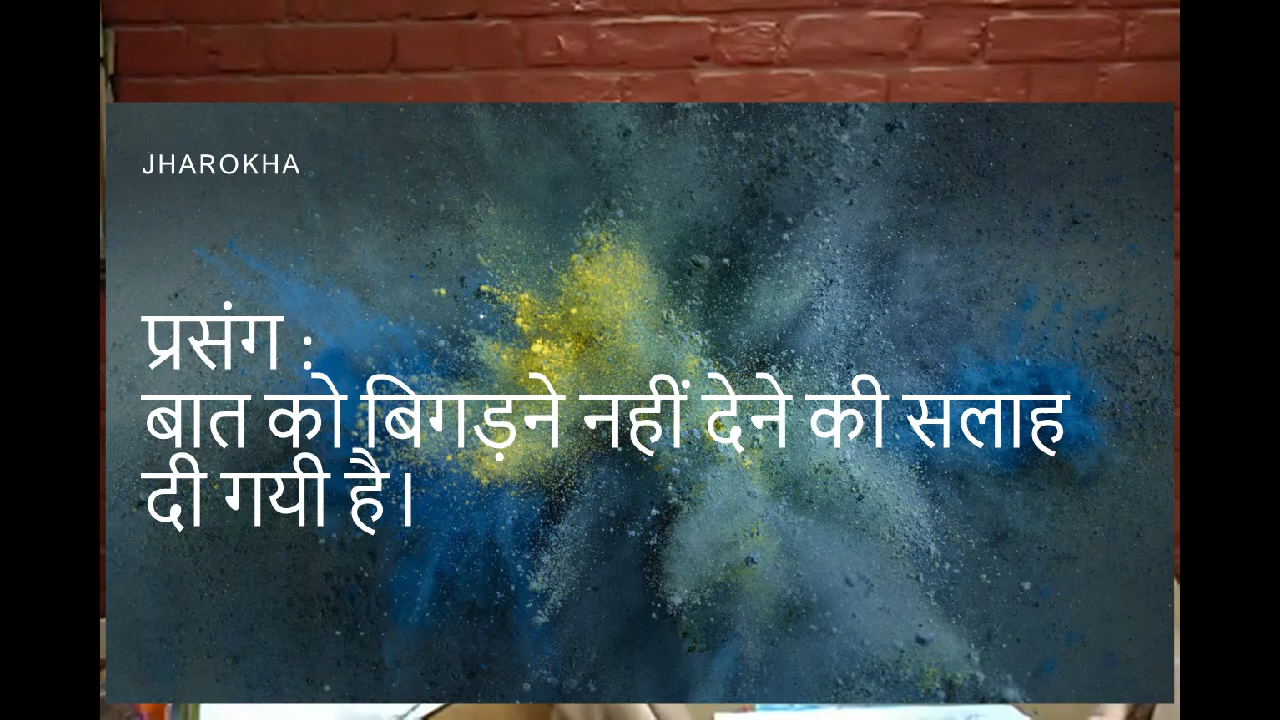 JHAROKHA
प्रसंग :
बात को बिगड़ने नहीं देने की सलाह
दी गयी है।